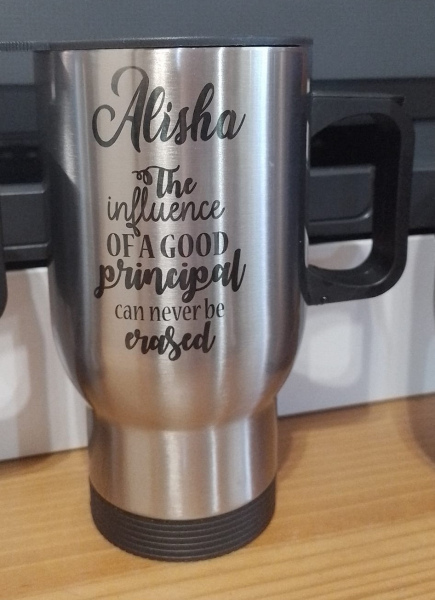 Alisha
The
influence
OF A GOOD
principal
can never be
erased